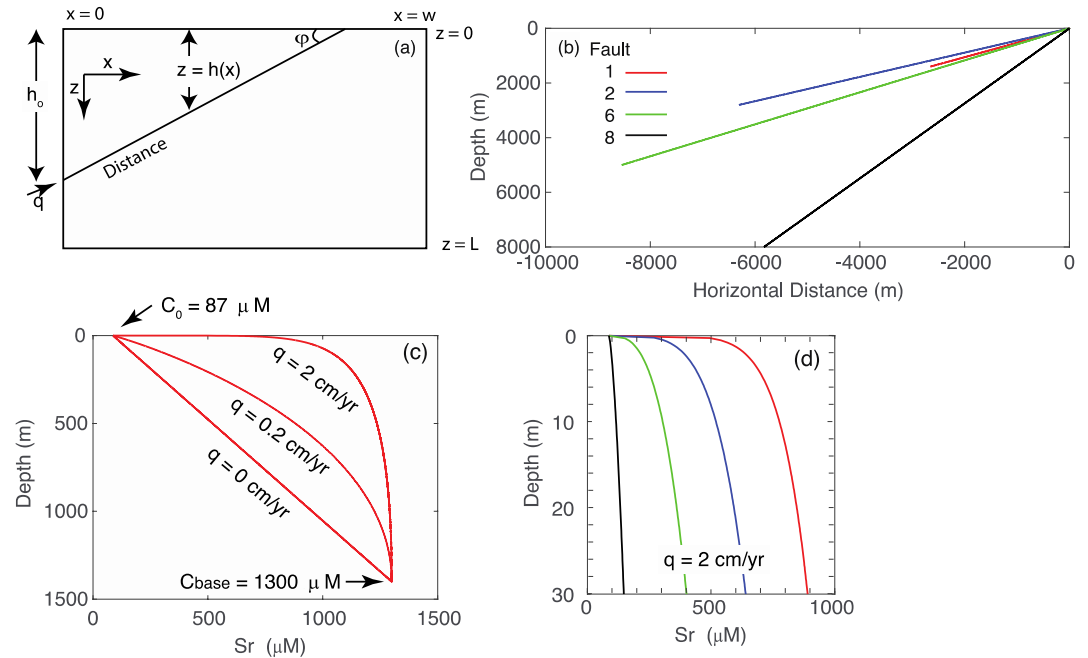 x = 0
x = w
z = 0
φ
(a)
h₀
x
z
z = h(x)
Distance
q
z = L
(b)
Fault
1
2
6
8
0
2000
4000
6000
8000
Depth (m)
-10000
-8000
-6000
-4000
-2000
0
Horizontal Distance (m)
C₀ = 87 μ M
(c)
0
500
1000
1500
Depth (m)
q = 2 cm/yr
q = 0.2 cm/yr
q = 0 cm/yr
Cbase = 1300 μ M
0
500
1000
1500
Sr (μM)
(d)
0
10
20
30
Depth (m)
q = 2 cm/yr
0
500
1000
Sr (μM)